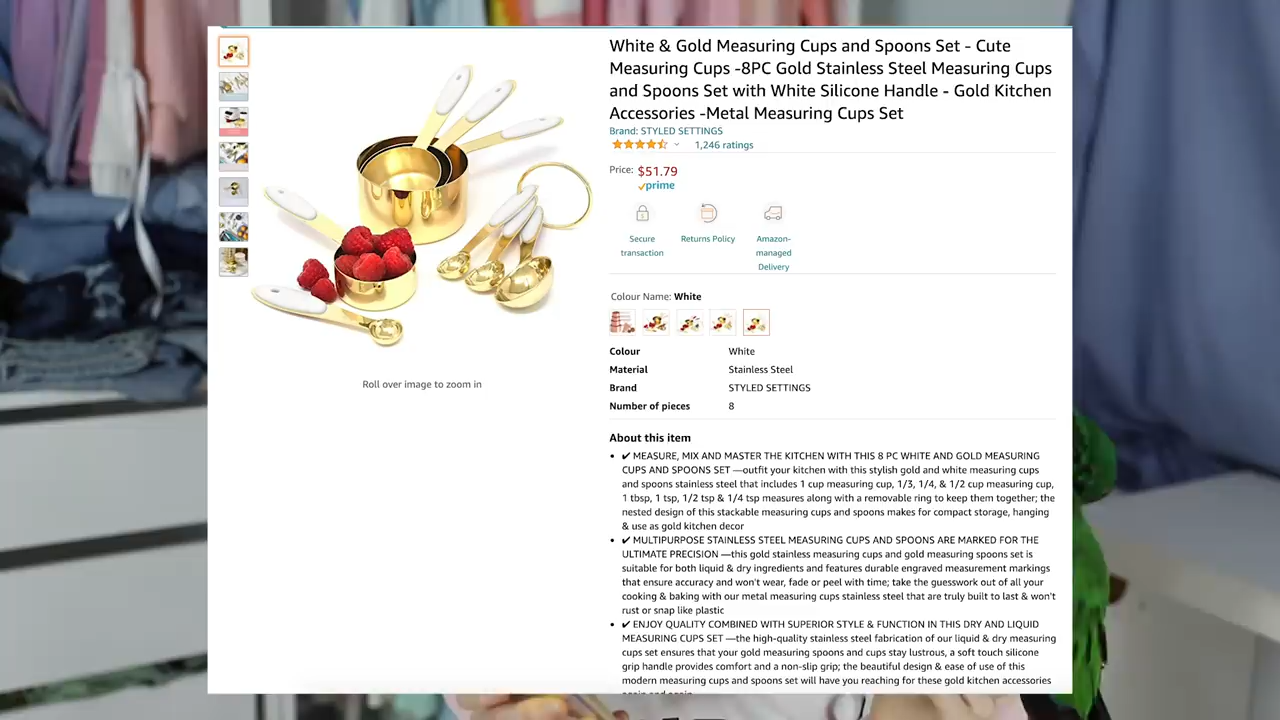 White & Gold Measuring Cups and Spoons Set - Cute
Measuring Cups -8PC Gold Stainless Steel Measuring Cups
and Spoons Set with White Silicone Handle - Gold Kitchen
Accessories -Metal Measuring Cups Set
Brand: STYLED SETTINGS
1,246 ratings
Price: $51.79
prime
Secure transaction
Returns Policy
Amazon-managed Delivery
Colour Name: White
Colour White
Material Stainless Steel
Brand STYLED SETTINGS
Number of pieces 8
Roll over image to zoom in
About this item
✔ MEASURE, MIX AND MASTER THE KITCHEN WITH THIS 8 PC WHITE AND GOLD MEASURING
CUPS AND SPOONS SET —outfit your kitchen with this stylish gold and white measuring cups
and spoons stainless steel that includes 1 cup measuring cup, 1/3, 1/4, & 1/2 cup measuring cup,
1 tbsp, 1 tsp, 1/2 tsp & 1/4 tsp measures along with a removable ring to keep them together; the
nested design of this stackable measuring cups and spoons makes for compact storage, hanging
& use as gold kitchen decor
✔ MULTIPURPOSE STAINLESS STEEL MEASURING CUPS AND SPOONS ARE MARKED FOR THE
ULTIMATE PRECISION —this gold stainless measuring cups and gold measuring spoons set is
suitable for both liquid & dry ingredients and features durable engraved measurement markings
that ensure accuracy and won't wear, fade or peel with time; take the guesswork out of all your
cooking & baking with our metal measuring cups stainless steel that are truly built to last & won't
rust or snap like plastic
✔ ENJOY QUALITY COMBINED WITH SUPERIOR STYLE & FUNCTION IN THIS DRY AND LIQUID
MEASURING CUPS SET —the high-quality stainless steel fabrication of our liquid & dry measuring
cups set ensures that your gold measuring spoons and cups stay lustrous, a soft touch silicone
grip handle provides comfort and a non-slip grip; the beautiful design & ease of use of this
modern measuring cups and spoons set will have you reaching for these gold kitchen accessories